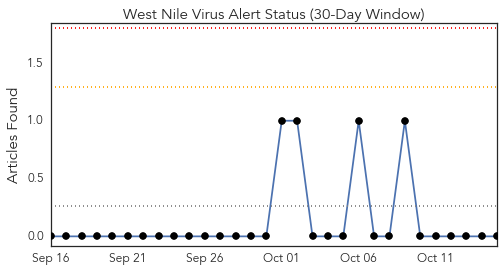 West Nile Virus Alert Status (30-Day Window)
Articles Found
1.5
1.0
0.5
0.0
Sep 16 Sep 21 Sep 26 Oct 01 Oct 06 Oct 11